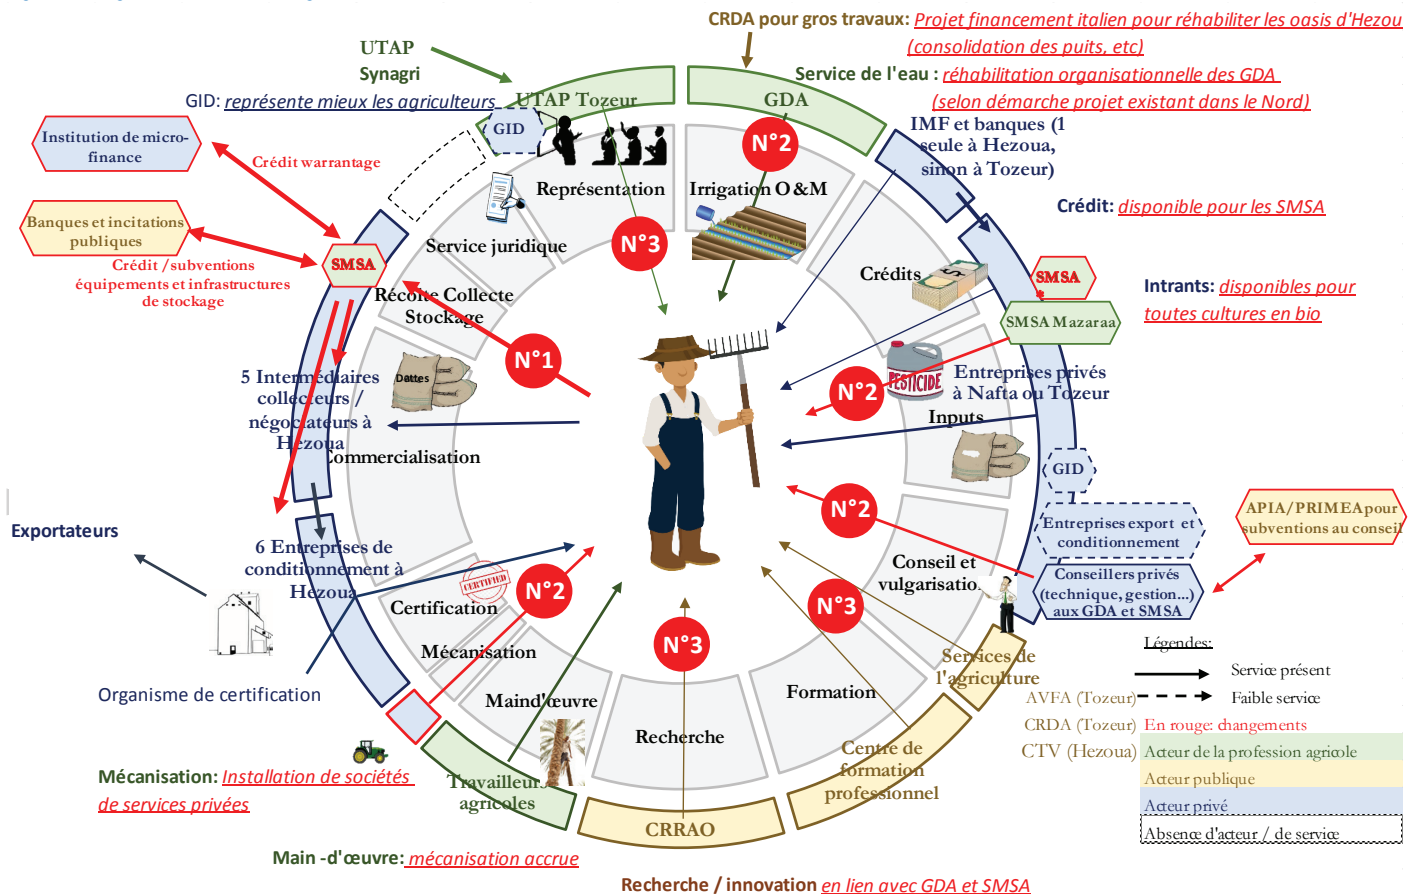 CRDA pour gros travaux: Projet financement italien pour réhabiliter les oasis d'Hezou
(consolidation des puits, etc)
UTAP
Synagri
Service de l'eau : réhabilitation organisationnelle des GDA
(selon démarche projet existant dans le Nord)
GID: représente mieux les agriculteurs
UTAP Tozeur
GDA
GID
IMF et banques (1
seule à Hezoua,
sinon à Tozeur)
Institution de micro-
finance
Crédit warrantage
N°2
Représentation
Irrigation O&M
Crédit: disponible pour les SMSA
Banques et incitations
publiques
Service juridique
N°3
SMSA
Crédit /subventions
équipements et infrastructures
de stockage
Récolte Collecte
Stockage
Crédits
SMSA
Intrants: disponibles pour
toutes cultures en bio
SMSA Mazaraa
N°1
Dattes
5 Intermédiaires
collecteurs /
négociateurs à
Hezoua
PESTICIDE
Entreprises privés
à Nafta ou Tozeur
N°2
Inputs
Commercialisation
GID
N°2
Exportateurs
6 Entreprises de
conditionnement à
Hezoua
Entreprises export et
conditionnement
APIA/PRIMEA pour
subventions au conseil
Conseil et
vulgarisatio
Conseillers privés
(technique, gestion...)
aux GDA et SMSA
CERTIFIED
Certification
N°2
N°3
Mécanisation
N°3
Légendes:
Service présent
Services de
l'agriculture
Organisme de certification
Maind'œuvre
Formation
AVFA (Tozeur)
Faible service
Recherche
CRDA (Tozeur)
En rouge: changements
Centre de
formation
professionnel
CTV (Hezoua)
Acteur de la profession agricole
Mécanisation: Installation de sociétés
de services privées
Travailleurs
agricoles
Acteur publique
Acteur privé
CRRAO
Absence d'acteur / de service
Main -d'œuvre: mécanisation accrue
Recherche / innovation en lien avec GDA et SMSA